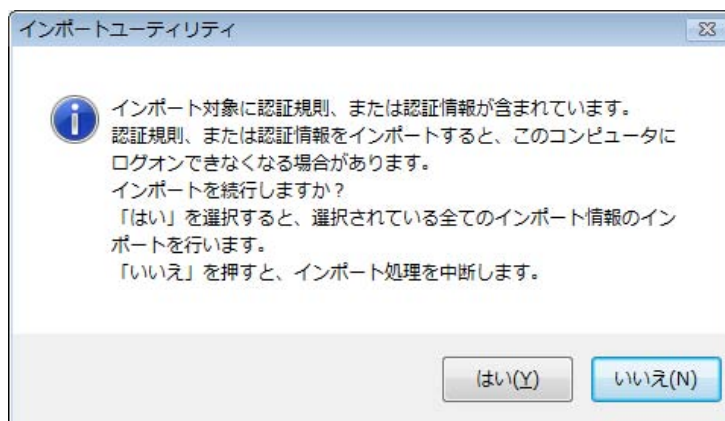 インポートユーティリティ
インポート対象に認証規則、または認証情報が含まれています。
認証規則、または認証情報をインポートすると、このコンピュータに
ログオンできなくなる場合があります。
インポートを続行しますか?
「はい」を選択すると、選択されている全てのインポート情報のイン
ポートを行います。
「いいえ」を押すと、インポート処理を中断します。
はい(Y) いいえ(N)